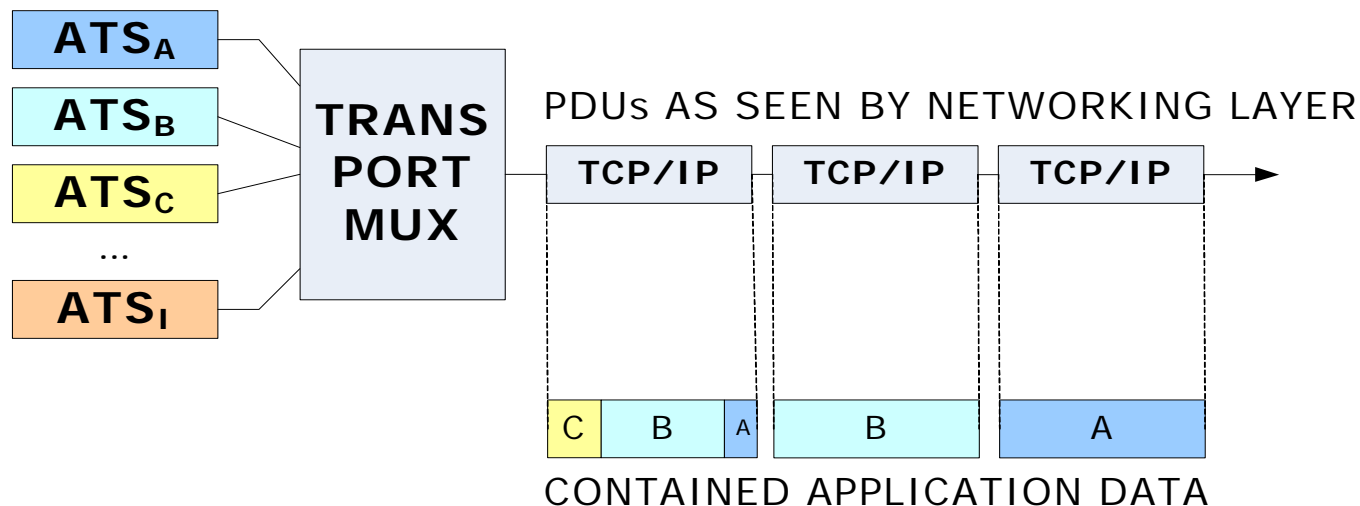 ATSA
ATSB
ATSC
...
ATSI
TRANS
PORT
MUX
PDUs AS SEEN BY NETWORKING LAYER
TCP/IP TCP/IP TCP/IP
C B A B A
CONTAINED APPLICATION DATA